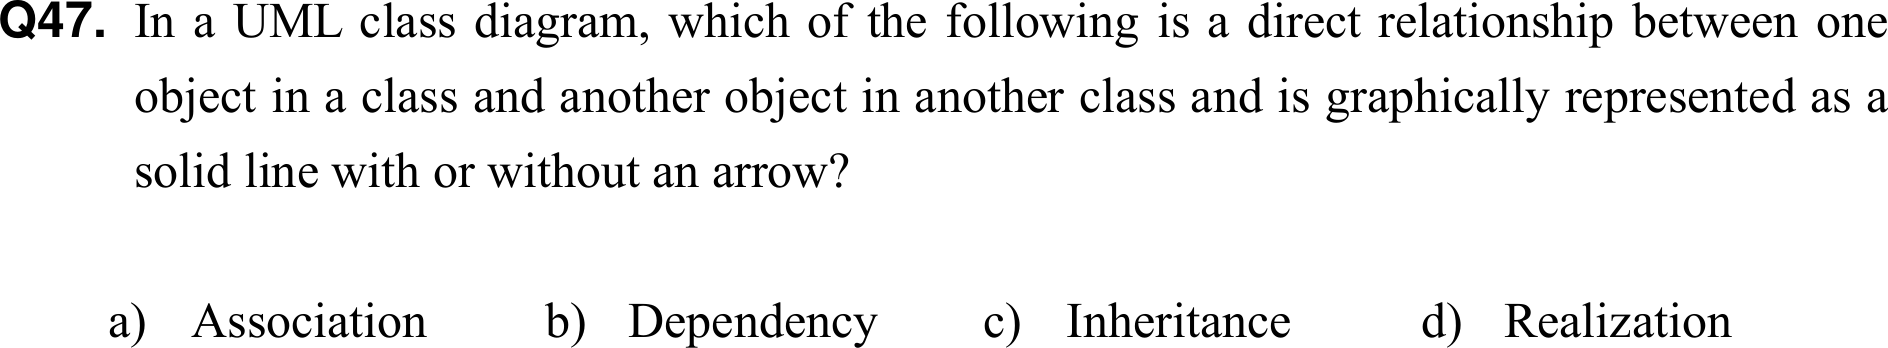 Q47. In a UML class diagram, which of the following is a direct relationship between one
object in a class and another object in another class and is graphically represented as a
solid line with or without an arrow?
a) Association b) Dependency c) Inheritance d) Realization